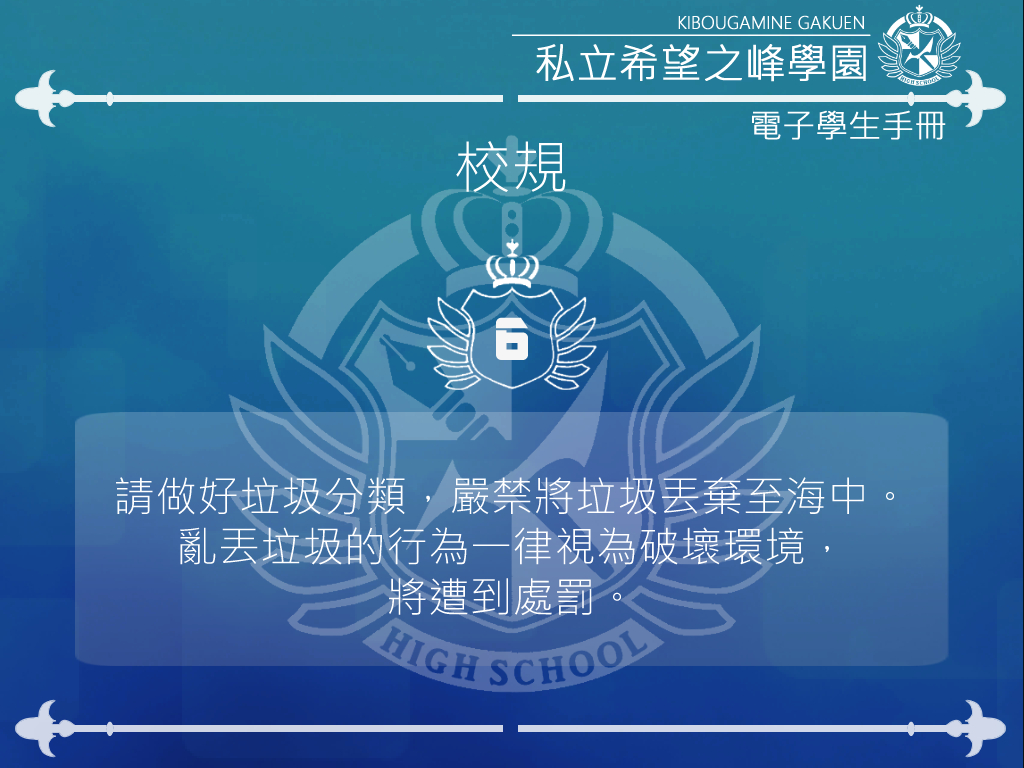 KIBOUGAMINE GAKUEN
私立希望之峰學園
HIGH SCHOOL
電子學生手冊
校規
6
請做好垃圾分類，嚴禁將垃圾丟棄至海中。
亂丟垃圾的行為一律視為破壞環境，
將遭到處罰。
HIGH SCHOOL